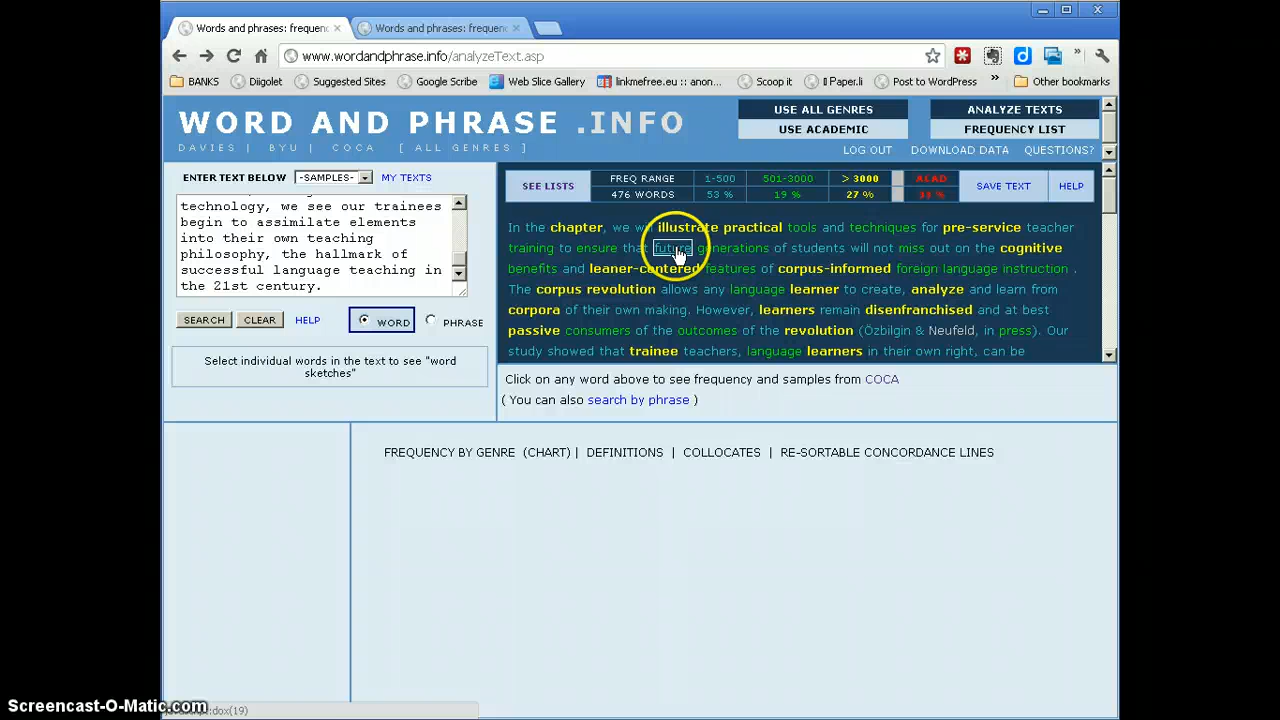 Words and phrases: frequen
Words and phrases: frequen
www.wordandphrase.info/analyzeText.asp
BANKS Diigolet Suggested Sites Google Scribe Web Slice Gallery linkmefree.eu :: anon... Scoop it Paper.li Post to WordPress » Other bookmarks
WORD AND PHRASE .INFO
DAVIES | BYU | COCA [ ALL GENRES ]
USE ALL GENRES
USE ACADEMIC
ANALYZE TEXTS
FREQUENCY LIST
LOG OUT DOWNLOAD DATA QUESTIONS?
ENTER TEXT BELOW -SAMPLES- MY TEXTS
technology, we see our trainees
begin to assimilate elements
into their own teaching
philosophy, the hallmark of
successful language teaching in
the 21st century.
SEARCH CLEAR HELP WORD PHRASE
Select individual words in the text to see "word
sketches"
SEE LISTS
FREQ RANGE 1-500 501-3000 > 3000 ACAD
476 WORDS 53 % 19 % 27 % 33 %
SAVE TEXT HELP
In the chapter, we will illustrate practical tools and techniques for pre-service teacher
training to ensure that future generations of students will not miss out on the cognitive
benefits and leaner-centered features of corpus-informed foreign language instruction .
The corpus revolution allows any language learner to create, analyze and learn from
corpora of their own making. However, learners remain disenfranchised and at best
passive consumers of the outcomes of the revolution (Özbilgin & Neufeld, in press). Our
study showed that trainee teachers, language learners in their own right, can be
Click on any word above to see frequency and samples from COCA
( You can also search by phrase )
FREQUENCY BY GENRE (CHART) | DEFINITIONS | COLLOCATES | RE-SORTABLE CONCORDANCE LINES
Screencast-O-Matic.com
:dox(19)